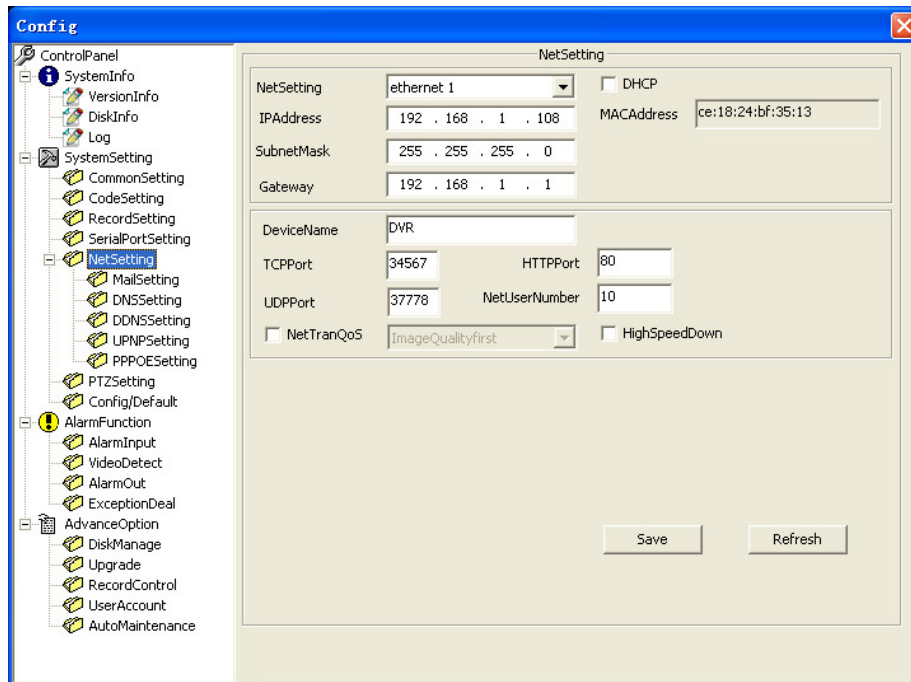 Config
ControlPanel
SystemInfo
VersionInfo
DiskInfo
Log
SystemSetting
CommonSetting
CodeSetting
RecordSetting
SerialPortSetting
NetSetting
MailSetting
DNSSetting
DDNSSetting
UPNPSetting
PPPOESetting
PTZSetting
Config/Default
AlarmFunction
AlarmInput
VideoDetect
AlarmOut
ExceptionDeal
AdvanceOption
DiskManage
Upgrade
RecordControl
UserAccount
AutoMaintenance
NetSetting
NetSetting ethernet 1 DHCP
IPAddress 192 . 168 . 1 . 108 MACAddress ce:18:24:bf:35:13
SubnetMask 255 . 255 . 255 . 0
Gateway 192 . 168 . 1 . 1
DeviceName DVR
TCPPort 34567 HTTPPort 80
UDPPort 37778 NetUserNumber 10
NetTranQoS ImageQualityfirst HighSpeedDown
Save Refresh